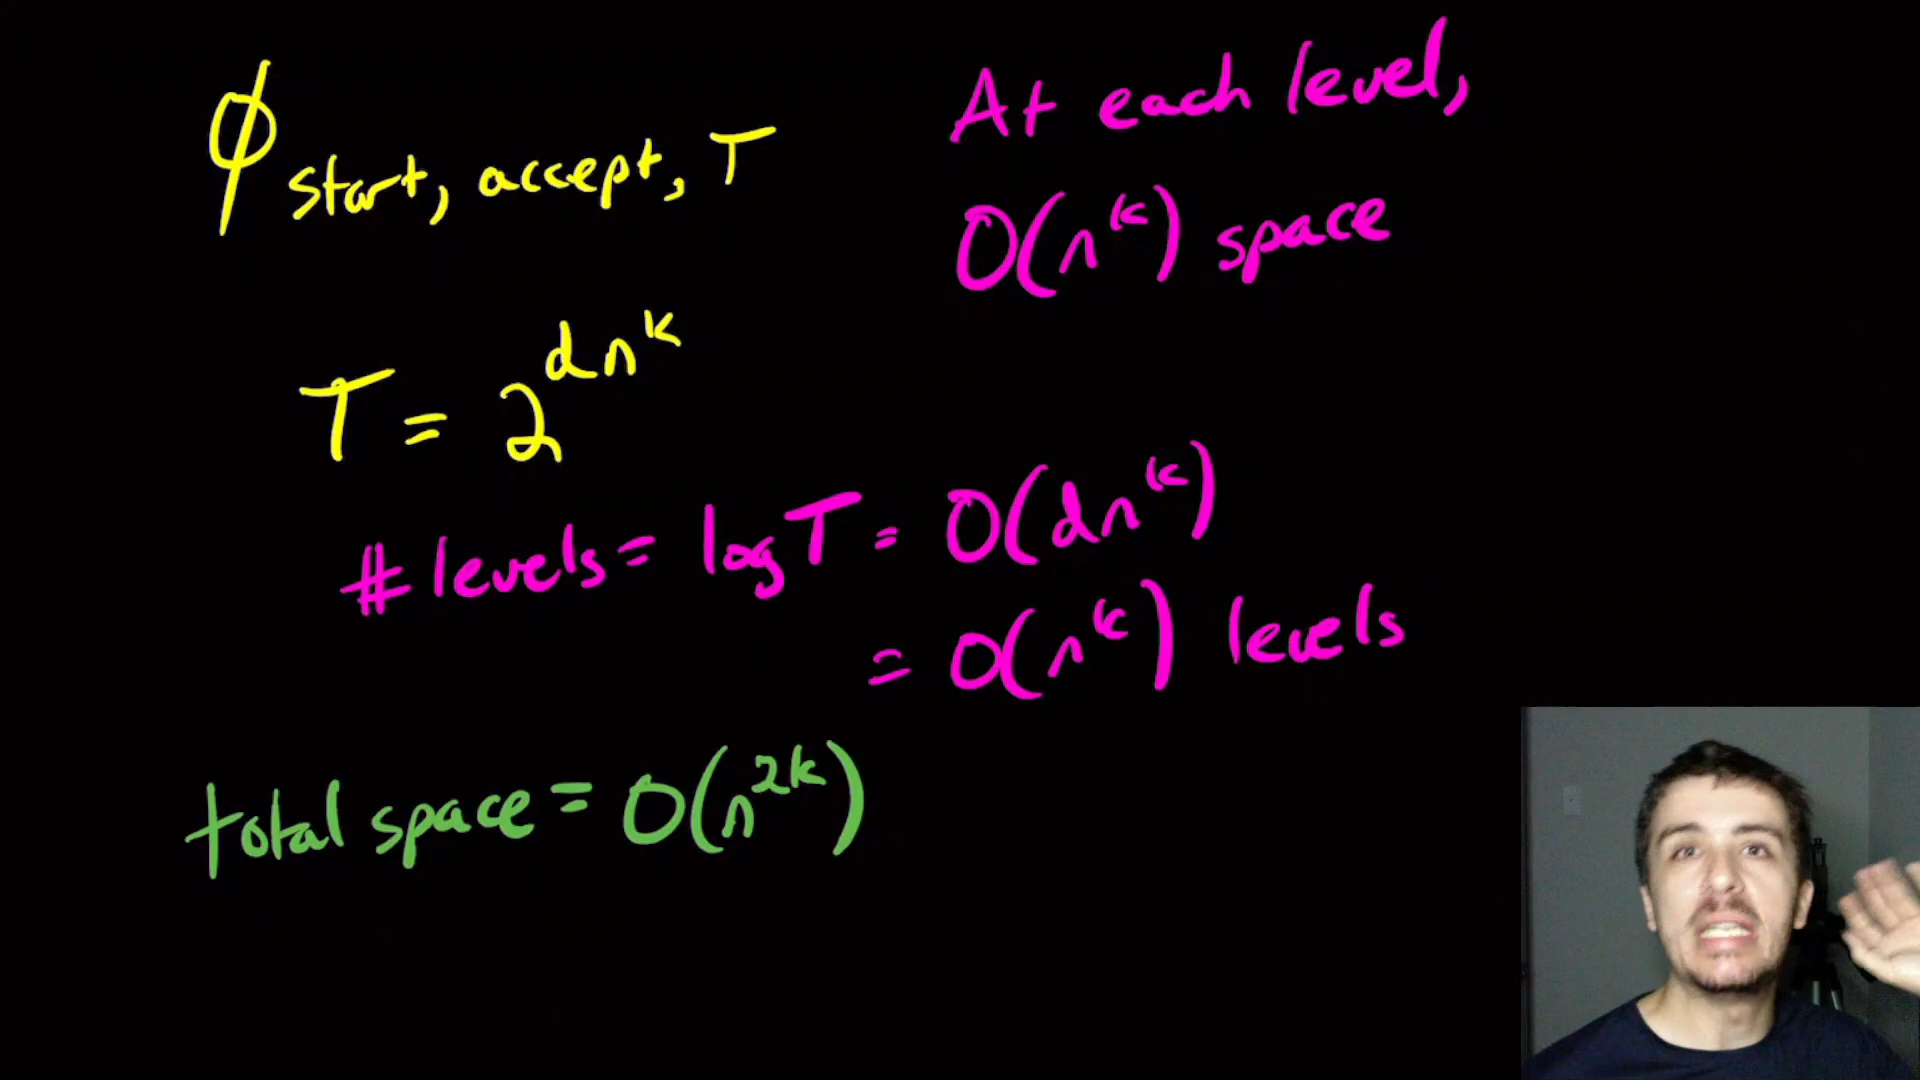 ϕ start, accept, T
At each level,
O(n^k) space
T = 2^{dn^k}
# levels = log T = O(dn^k)
= O(n^k) levels
total space = O(n^{2k})